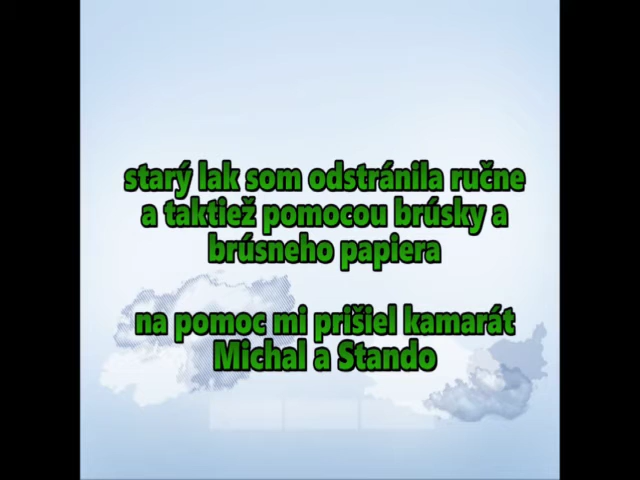 starý lak som odstránila ručne
a taktiež pomocou brúsky a
brúsneho papiera
na pomoc mi prišiel kamarát
Michal a Stando